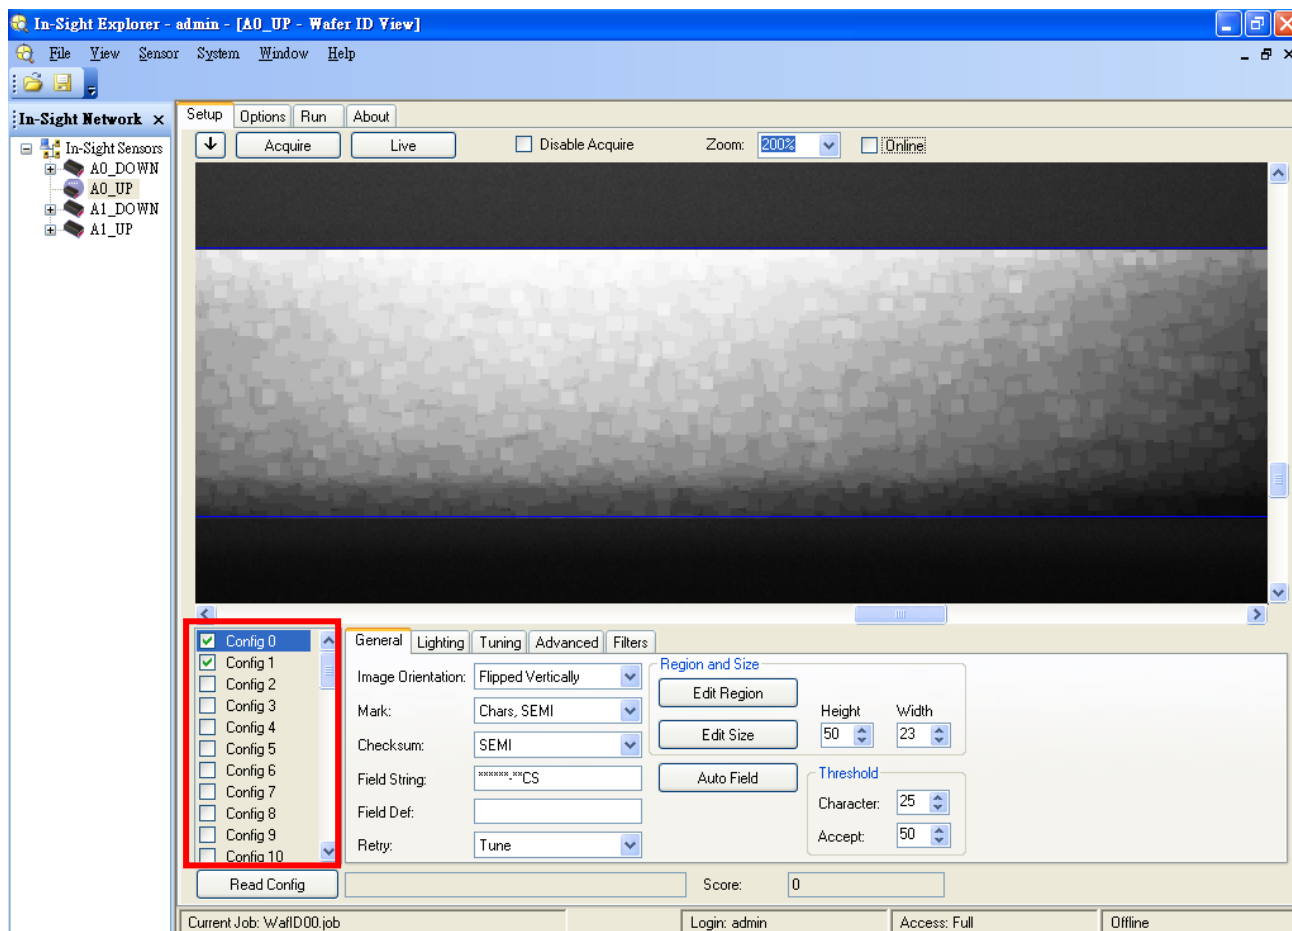 In-Sight Explorer - admin - [A0_UP - Wafer ID View]
File View Sensor System Window Help
In-Sight Network
In-Sight Sensors
A0_DOWN
A0_UP
A1_DOWN
A1_UP
Setup Options Run About
Acquire Live Disable Acquire Zoom: 200% Online
Config 0
Config 1
Config 2
Config 3
Config 4
Config 5
Config 6
Config 7
Config 8
Config 9
Config 10
General Lighting Tuning Advanced Filters
Image Orientation: Flipped Vertically
Mark: Chars, SEMI
Checksum: SEMI
Field String: ******-**CS
Field Def:
Retry: Tune
Region and Size
Edit Region
Edit Size
Height Width
50 23
Auto Field
Threshold
Character: 25
Accept: 50
Read Config Score: 0
Current Job: WafID00.job Login: admin Access: Full Offline